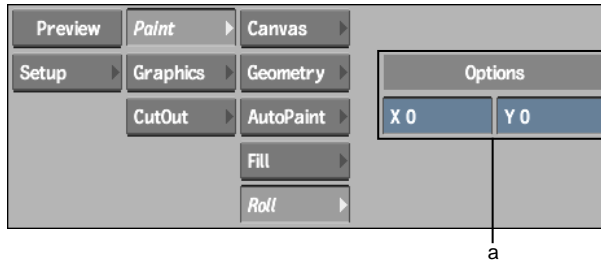 Preview Paint Canvas Options
Setup Graphics Geometry X 0 Y 0
CutOut AutoPaint
Fill
Roll
a